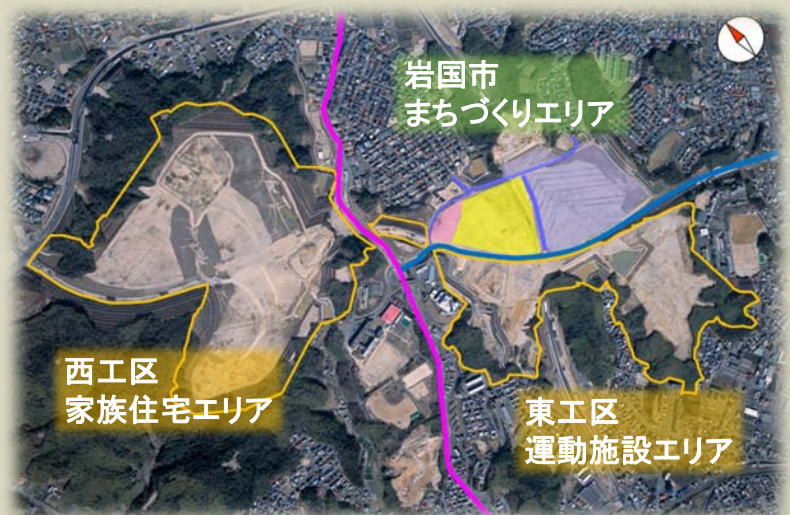 岩国市
まちづくりエリア
西工区
家族住宅エリア
東工区
運動施設エリア